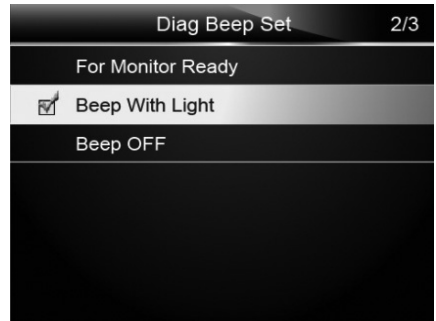 Diag Beep Set 2/3
For Monitor Ready
Beep With Light
Beep OFF